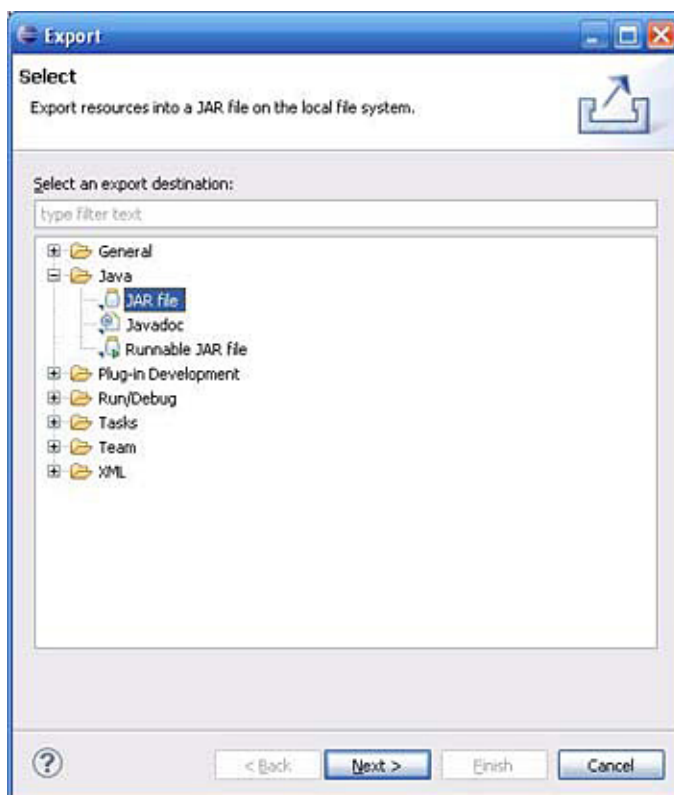 Export
Select
Export resources into a JAR file on the local file system.
Select an export destination:
type filter text
General
Java
JAR file
Javadoc
Runnable JAR file
Plug-in Development
Run/Debug
Tasks
Team
XML
? < Back Next > Finish Cancel